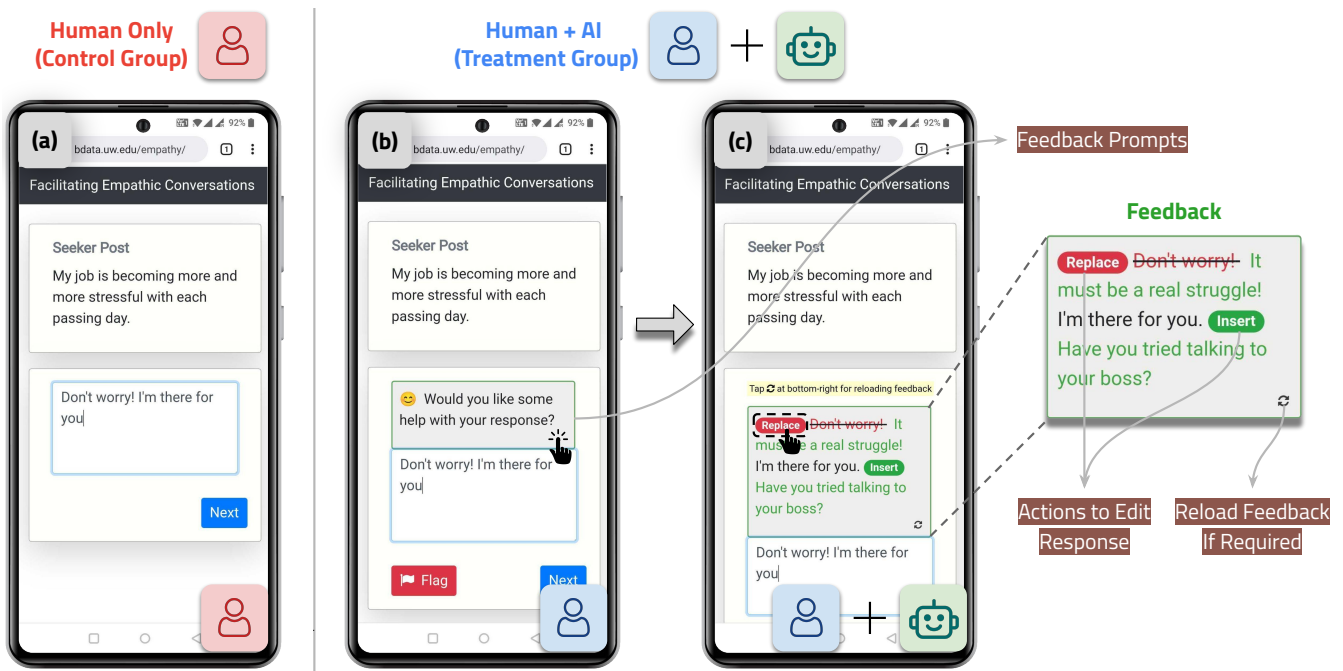 Human Only
(Control Group)
Human + AI
(Treatment Group)
(a)
92%
bdata.uw.edu/empathy/
1
Facilitating Empathic Conversations
Seeker Post
My job is becoming more and
more stressful with each
passing day.
Don't worry! I'm there for
you
Next
(b)
92%
bdata.uw.edu/empathy/
1
Facilitating Empathic Conversations
Seeker Post
My job is becoming more and
more stressful with each
passing day.
😊 Would you like some
help with your response?
Don't worry! I'm there for
you
Flag
Next
(c)
92%
bdata.uw.edu/empathy/
1
Facilitating Empathic Conversations
Seeker Post
My job is becoming more and
more stressful with each
passing day.
Tap at bottom-right for reloading feedback
Replace Don't worry! It
must be a real struggle!
I'm there for you. Insert
Have you tried talking to
your boss?
Don't worry! I'm there for
you
Feedback Prompts
Feedback
Replace Don't worry! It
must be a real struggle!
I'm there for you. Insert
Have you tried talking to
your boss?
Actions to Edit
Response
Reload Feedback
If Required